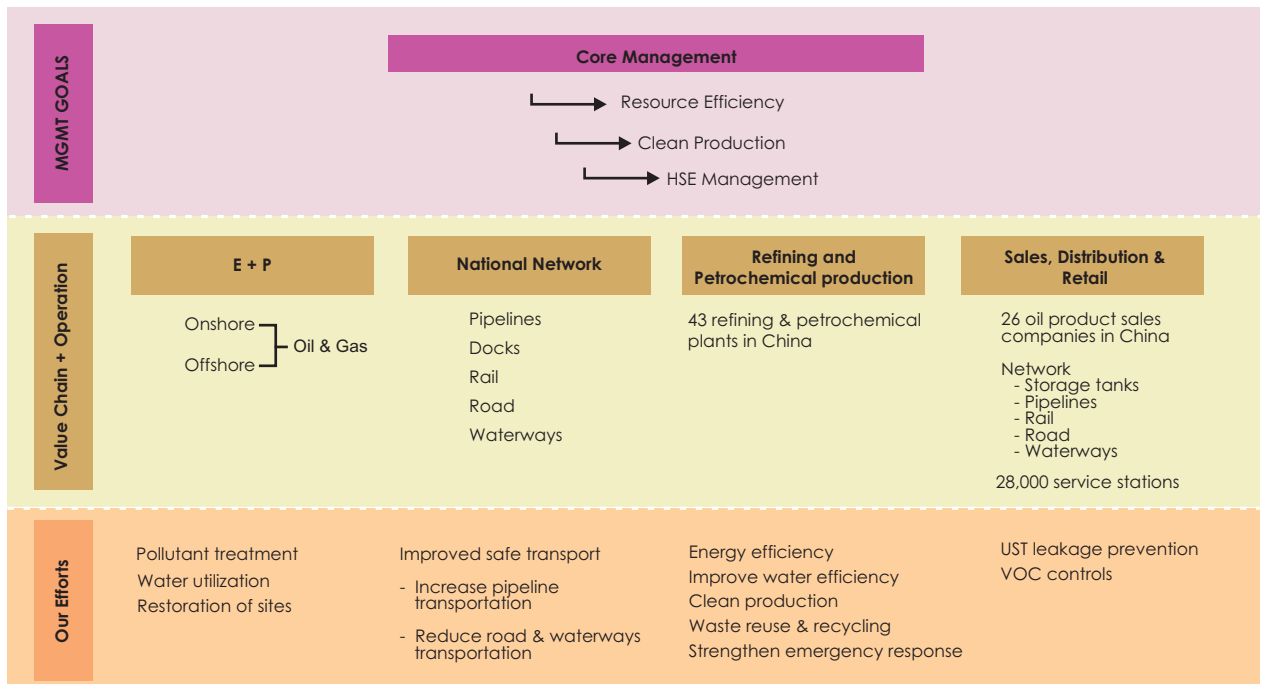 MGMT GOALS
Core Management
Resource Efficiency
Clean Production
HSE Management
Value Chain + Operation
E + P
Onshore
Offshore
Oil & Gas
National Network
Pipelines
Docks
Rail
Road
Waterways
Refining and
Petrochemical production
43 refining & petrochemical
plants in China
Sales, Distribution &
Retail
26 oil product sales
companies in China
Network
- Storage tanks
- Pipelines
- Rail
- Road
- Waterways
28,000 service stations
Our Efforts
Pollutant treatment
Water utilization
Restoration of sites
Improved safe transport
- Increase pipeline
transportation
- Reduce road & waterways
transportation
Energy efficiency
Improve water efficiency
Clean production
Waste reuse & recycling
Strengthen emergency response
UST leakage prevention
VOC controls